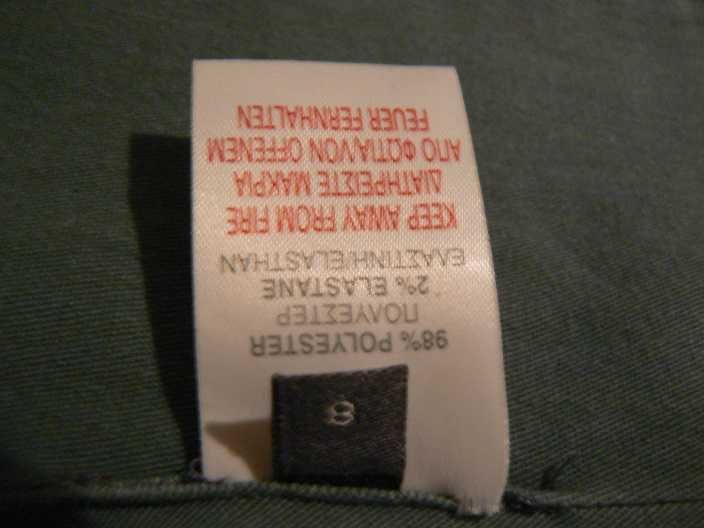 8
98% POLYESTER
ΠΟΛΥΕΣΤΕΡ
2% ELASTANE
ΕΛΑΣΤΙΝΗ/ELASTHAN
KEEP AWAY FROM FIRE
ΔΙΑΤΗΡΕΙΣΤΕ ΜΑΚΡΙΑ
ΑΠΟ ΦΩΤΙΑ/VON OFFENEM
FEUER FERNHALTEN